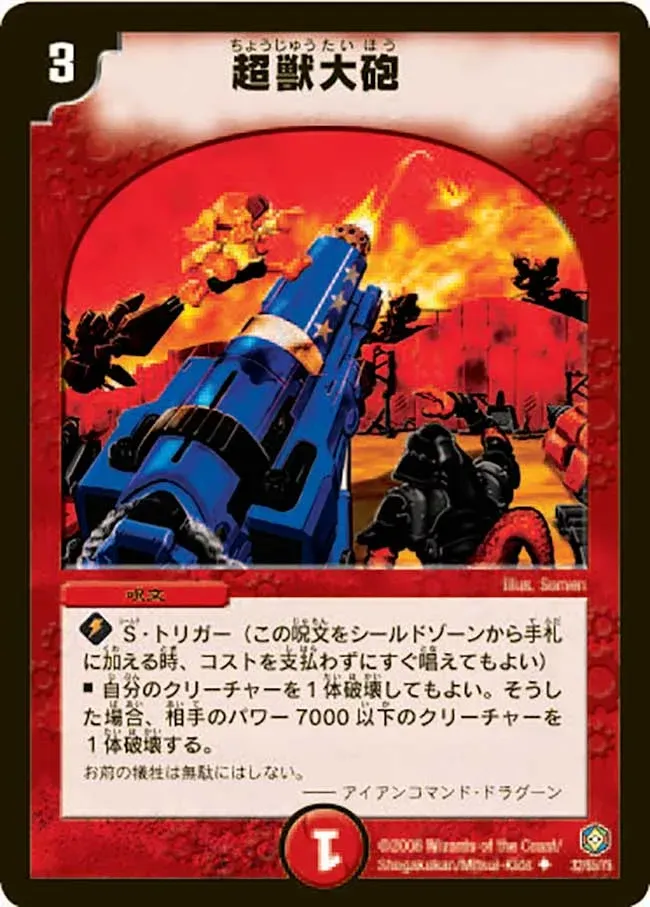 3
ちょうじゅうたいほう
超獣大砲
Illus. Somen
呪文
S・トリガー（この呪文をシールドゾーンから手札
に加える時、コストを支払わずにすぐ唱えてもよい）
■ 自分のクリーチャーを1体破壊してもよい。そうし
た場合、相手のパワー7000以下のクリーチャーを
1体破壊する。
お前の犠牲は無駄にはしない。
—— アイアンコマンド・ドラグーン
1
©2006 Wizards of the Coast/
Shogakukan/Mitsui-Kids